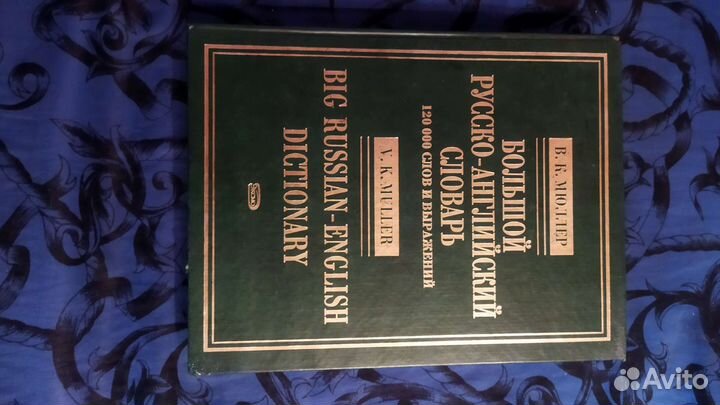 В. К. МЮЛЛЕР
БОЛЬШОЙ
РУССКО-АНГЛИЙСКИЙ
СЛОВАРЬ
120 000 СЛОВ И ВЫРАЖЕНИЙ
V. K. MULLER
BIG RUSSIAN-ENGLISH
DICTIONARY
Avito